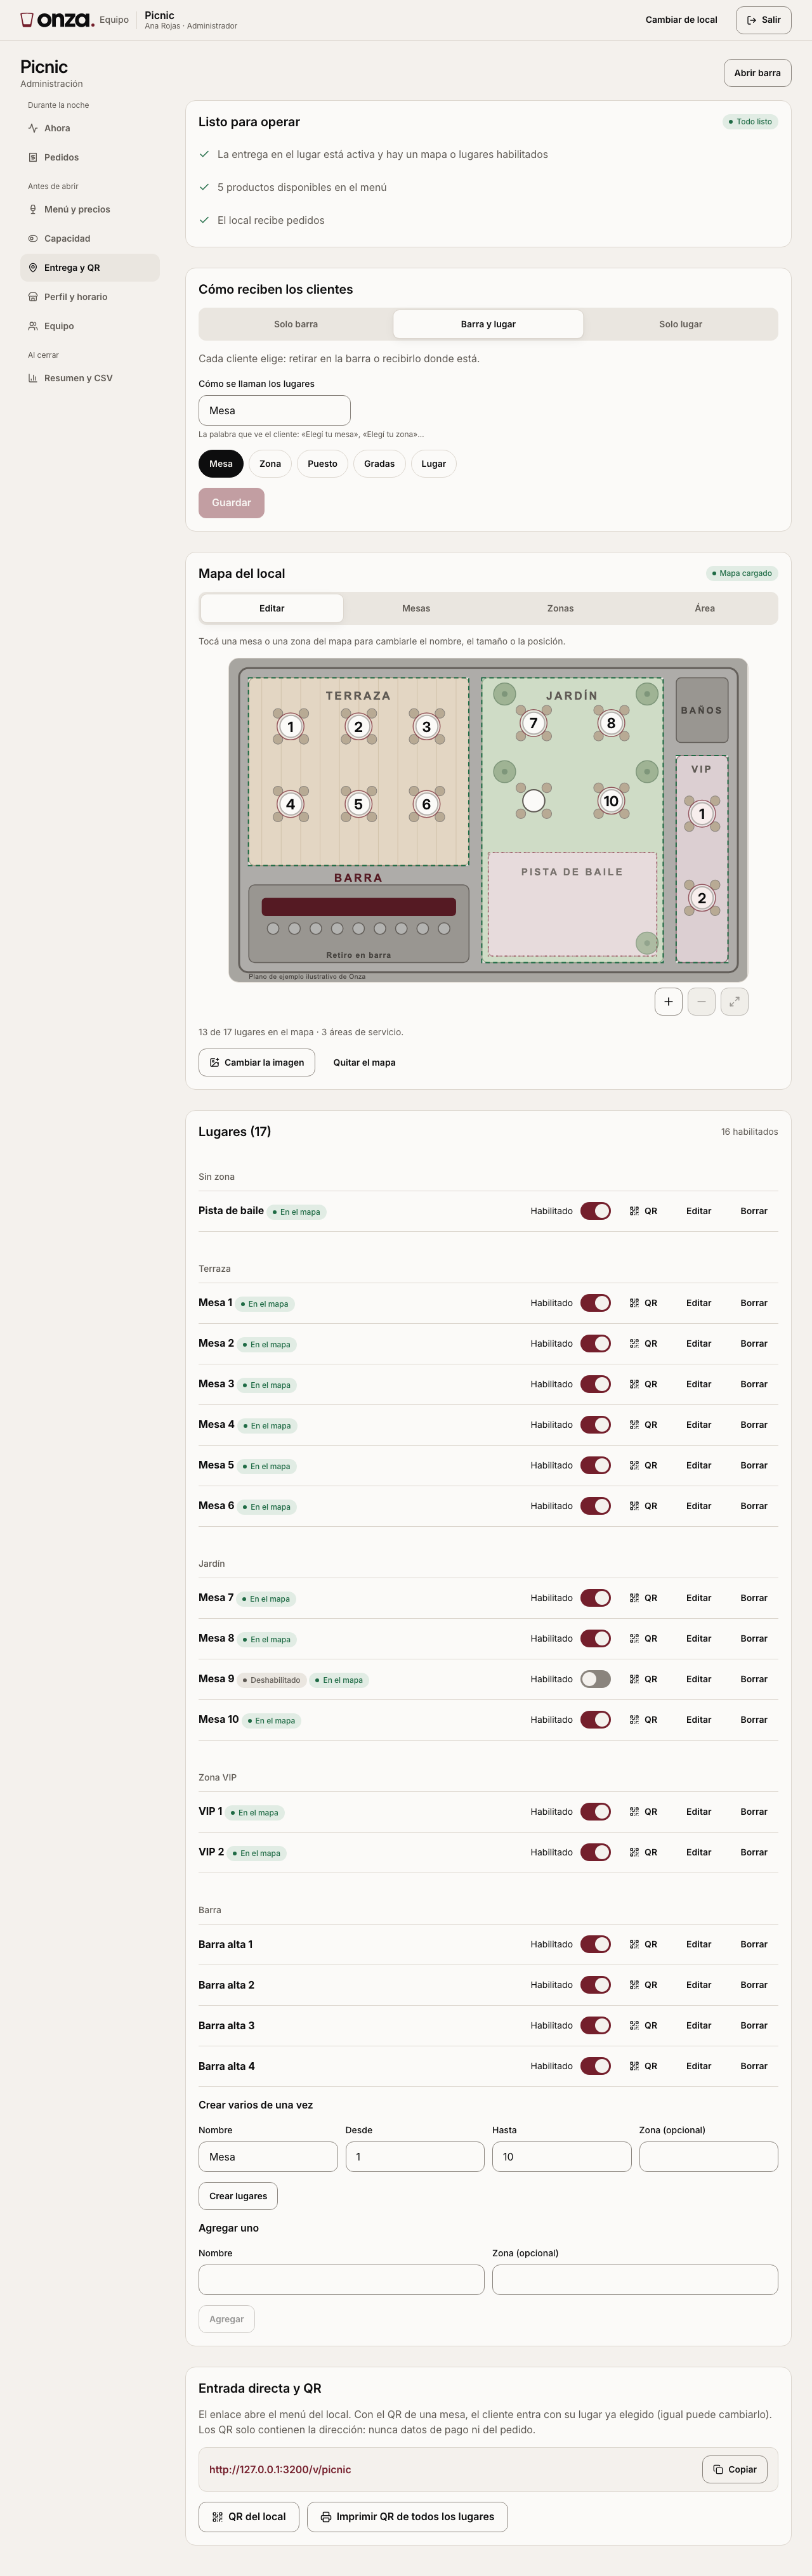 onza. Equipo
Picnic
Ana Rojas · Administrador
Cambiar de local
Salir
Picnic
Administración
Abrir barra
Durante la noche
Ahora
Pedidos
Antes de abrir
Menú y precios
Capacidad
Entrega y QR
Perfil y horario
Equipo
Al cerrar
Resumen y CSV
Listo para operar
Todo listo
La entrega en el lugar está activa y hay un mapa o lugares habilitados
5 productos disponibles en el menú
El local recibe pedidos
Cómo reciben los clientes
Solo barra
Barra y lugar
Solo lugar
Cada cliente elige: retirar en la barra o recibirlo donde está.
Cómo se llaman los lugares
Mesa
La palabra que ve el cliente: «Elegí tu mesa», «Elegí tu zona»…
Mesa
Zona
Puesto
Gradas
Lugar
Guardar
Mapa del local
Mapa cargado
Editar
Mesas
Zonas
Área
Tocá una mesa o una zona del mapa para cambiarle el nombre, el tamaño o la posición.
TERRAZA
JARDÍN
BAÑOS
1
2
3
7
8
VIP
4
5
6
10
1
PISTA DE BAILE
2
BARRA
Retiro en barra
Plano de ejemplo ilustrativo de Onza
13 de 17 lugares en el mapa · 3 áreas de servicio.
Cambiar la imagen
Quitar el mapa
Lugares (17)
16 habilitados
Sin zona
Pista de baile En el mapa Habilitado QR Editar Borrar
Terraza
Mesa 1 En el mapa Habilitado QR Editar Borrar
Mesa 2 En el mapa Habilitado QR Editar Borrar
Mesa 3 En el mapa Habilitado QR Editar Borrar
Mesa 4 En el mapa Habilitado QR Editar Borrar
Mesa 5 En el mapa Habilitado QR Editar Borrar
Mesa 6 En el mapa Habilitado QR Editar Borrar
Jardín
Mesa 7 En el mapa Habilitado QR Editar Borrar
Mesa 8 En el mapa Habilitado QR Editar Borrar
Mesa 9 Deshabilitado En el mapa Habilitado QR Editar Borrar
Mesa 10 En el mapa Habilitado QR Editar Borrar
Zona VIP
VIP 1 En el mapa Habilitado QR Editar Borrar
VIP 2 En el mapa Habilitado QR Editar Borrar
Barra
Barra alta 1 Habilitado QR Editar Borrar
Barra alta 2 Habilitado QR Editar Borrar
Barra alta 3 Habilitado QR Editar Borrar
Barra alta 4 Habilitado QR Editar Borrar
Crear varios de una vez
Nombre Desde Hasta Zona (opcional)
Mesa 1 10
Crear lugares
Agregar uno
Nombre Zona (opcional)
Agregar
Entrada directa y QR
El enlace abre el menú del local. Con el QR de una mesa, el cliente entra con su lugar ya elegido (igual puede cambiarlo).
Los QR solo contienen la dirección: nunca datos de pago ni del pedido.
http://127.0.0.1:3200/v/picnic
Copiar
QR del local
Imprimir QR de todos los lugares